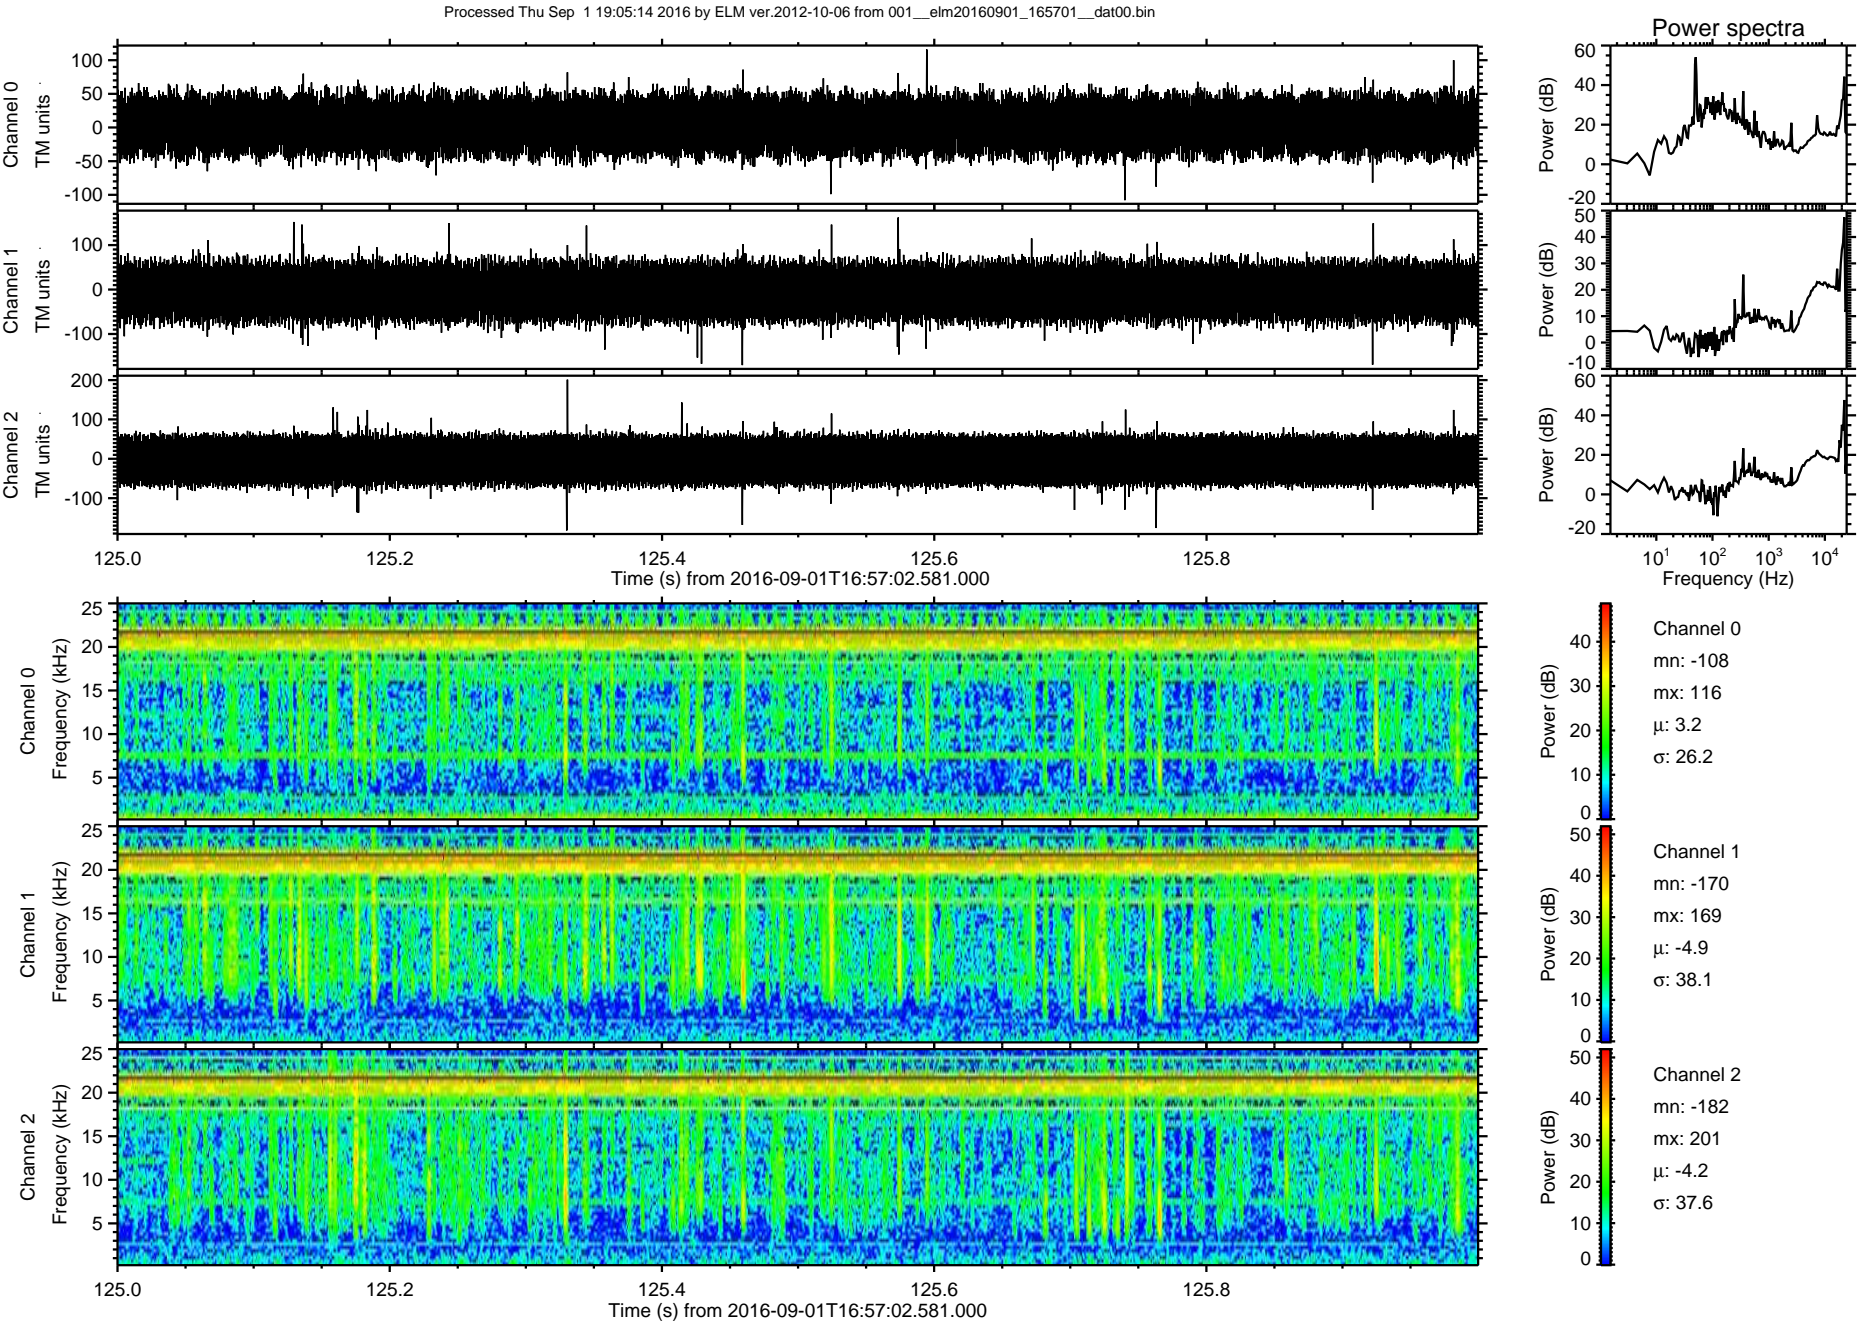 Processed Thu Sep  1 19:05:14 2016 by ELM ver.2012-10-06 from 001__elm20160901_165701__dat00.bin
Power spectra
Channel 0
TM units
100
50
0
-50
-100
Power (dB)
60
40
20
0
-20
Channel 1
TM units
100
0
-100
Power (dB)
50
40
30
20
10
0
-10
Channel 2
TM units
200
100
0
-100
Power (dB)
60
40
20
0
-20
125.0 125.2 125.4 125.6 125.8
Time (s) from 2016-09-01T16:57:02.581.000
10^1 10^2 10^3 10^4
Frequency (Hz)
Channel 0
Frequency (kHz)
25
20
15
10
5
Power (dB)
40
30
20
10
0
Channel 0
mn: -108
mx: 116
μ: 3.2
σ: 26.2
Channel 1
Frequency (kHz)
25
20
15
10
5
Power (dB)
50
40
30
20
10
0
Channel 1
mn: -170
mx: 169
μ: -4.9
σ: 38.1
Channel 2
Frequency (kHz)
25
20
15
10
5
Power (dB)
50
40
30
20
10
0
Channel 2
mn: -182
mx: 201
μ: -4.2
σ: 37.6
125.0 125.2 125.4 125.6 125.8
Time (s) from 2016-09-01T16:57:02.581.000